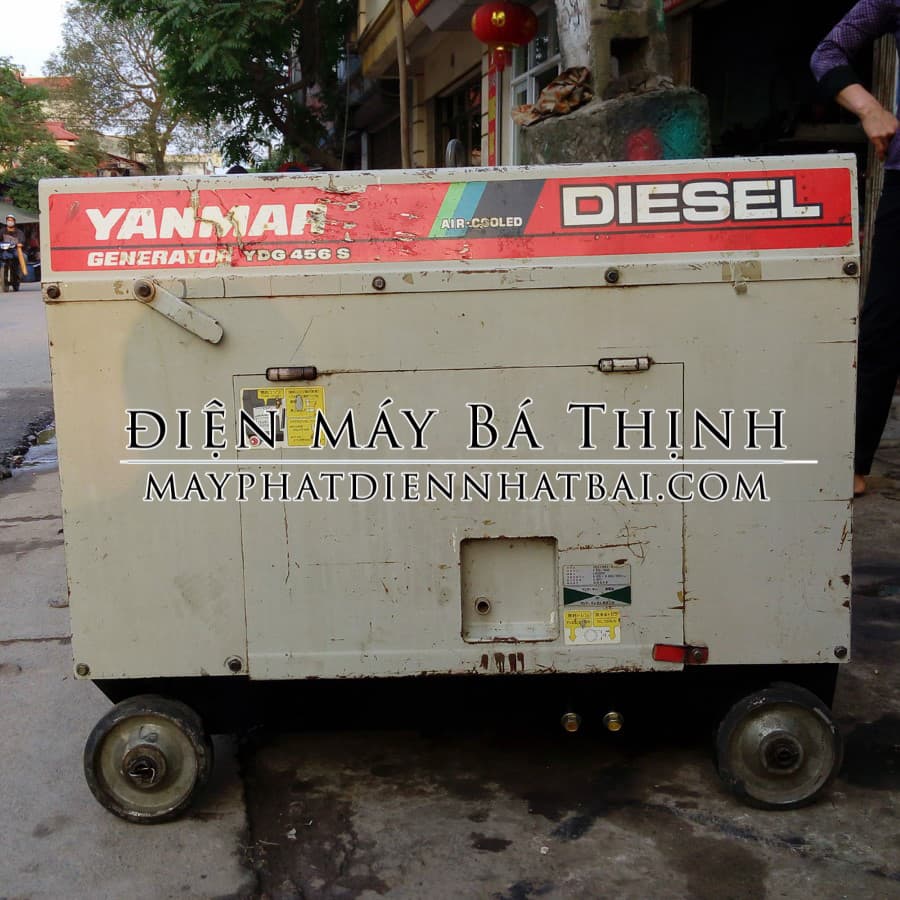 YANMAR
AIR-COOLED
DIESEL
GENERATOR YDG 456 S
Điện Máy Bá Thịnh
mayphatdiennhatbai.com